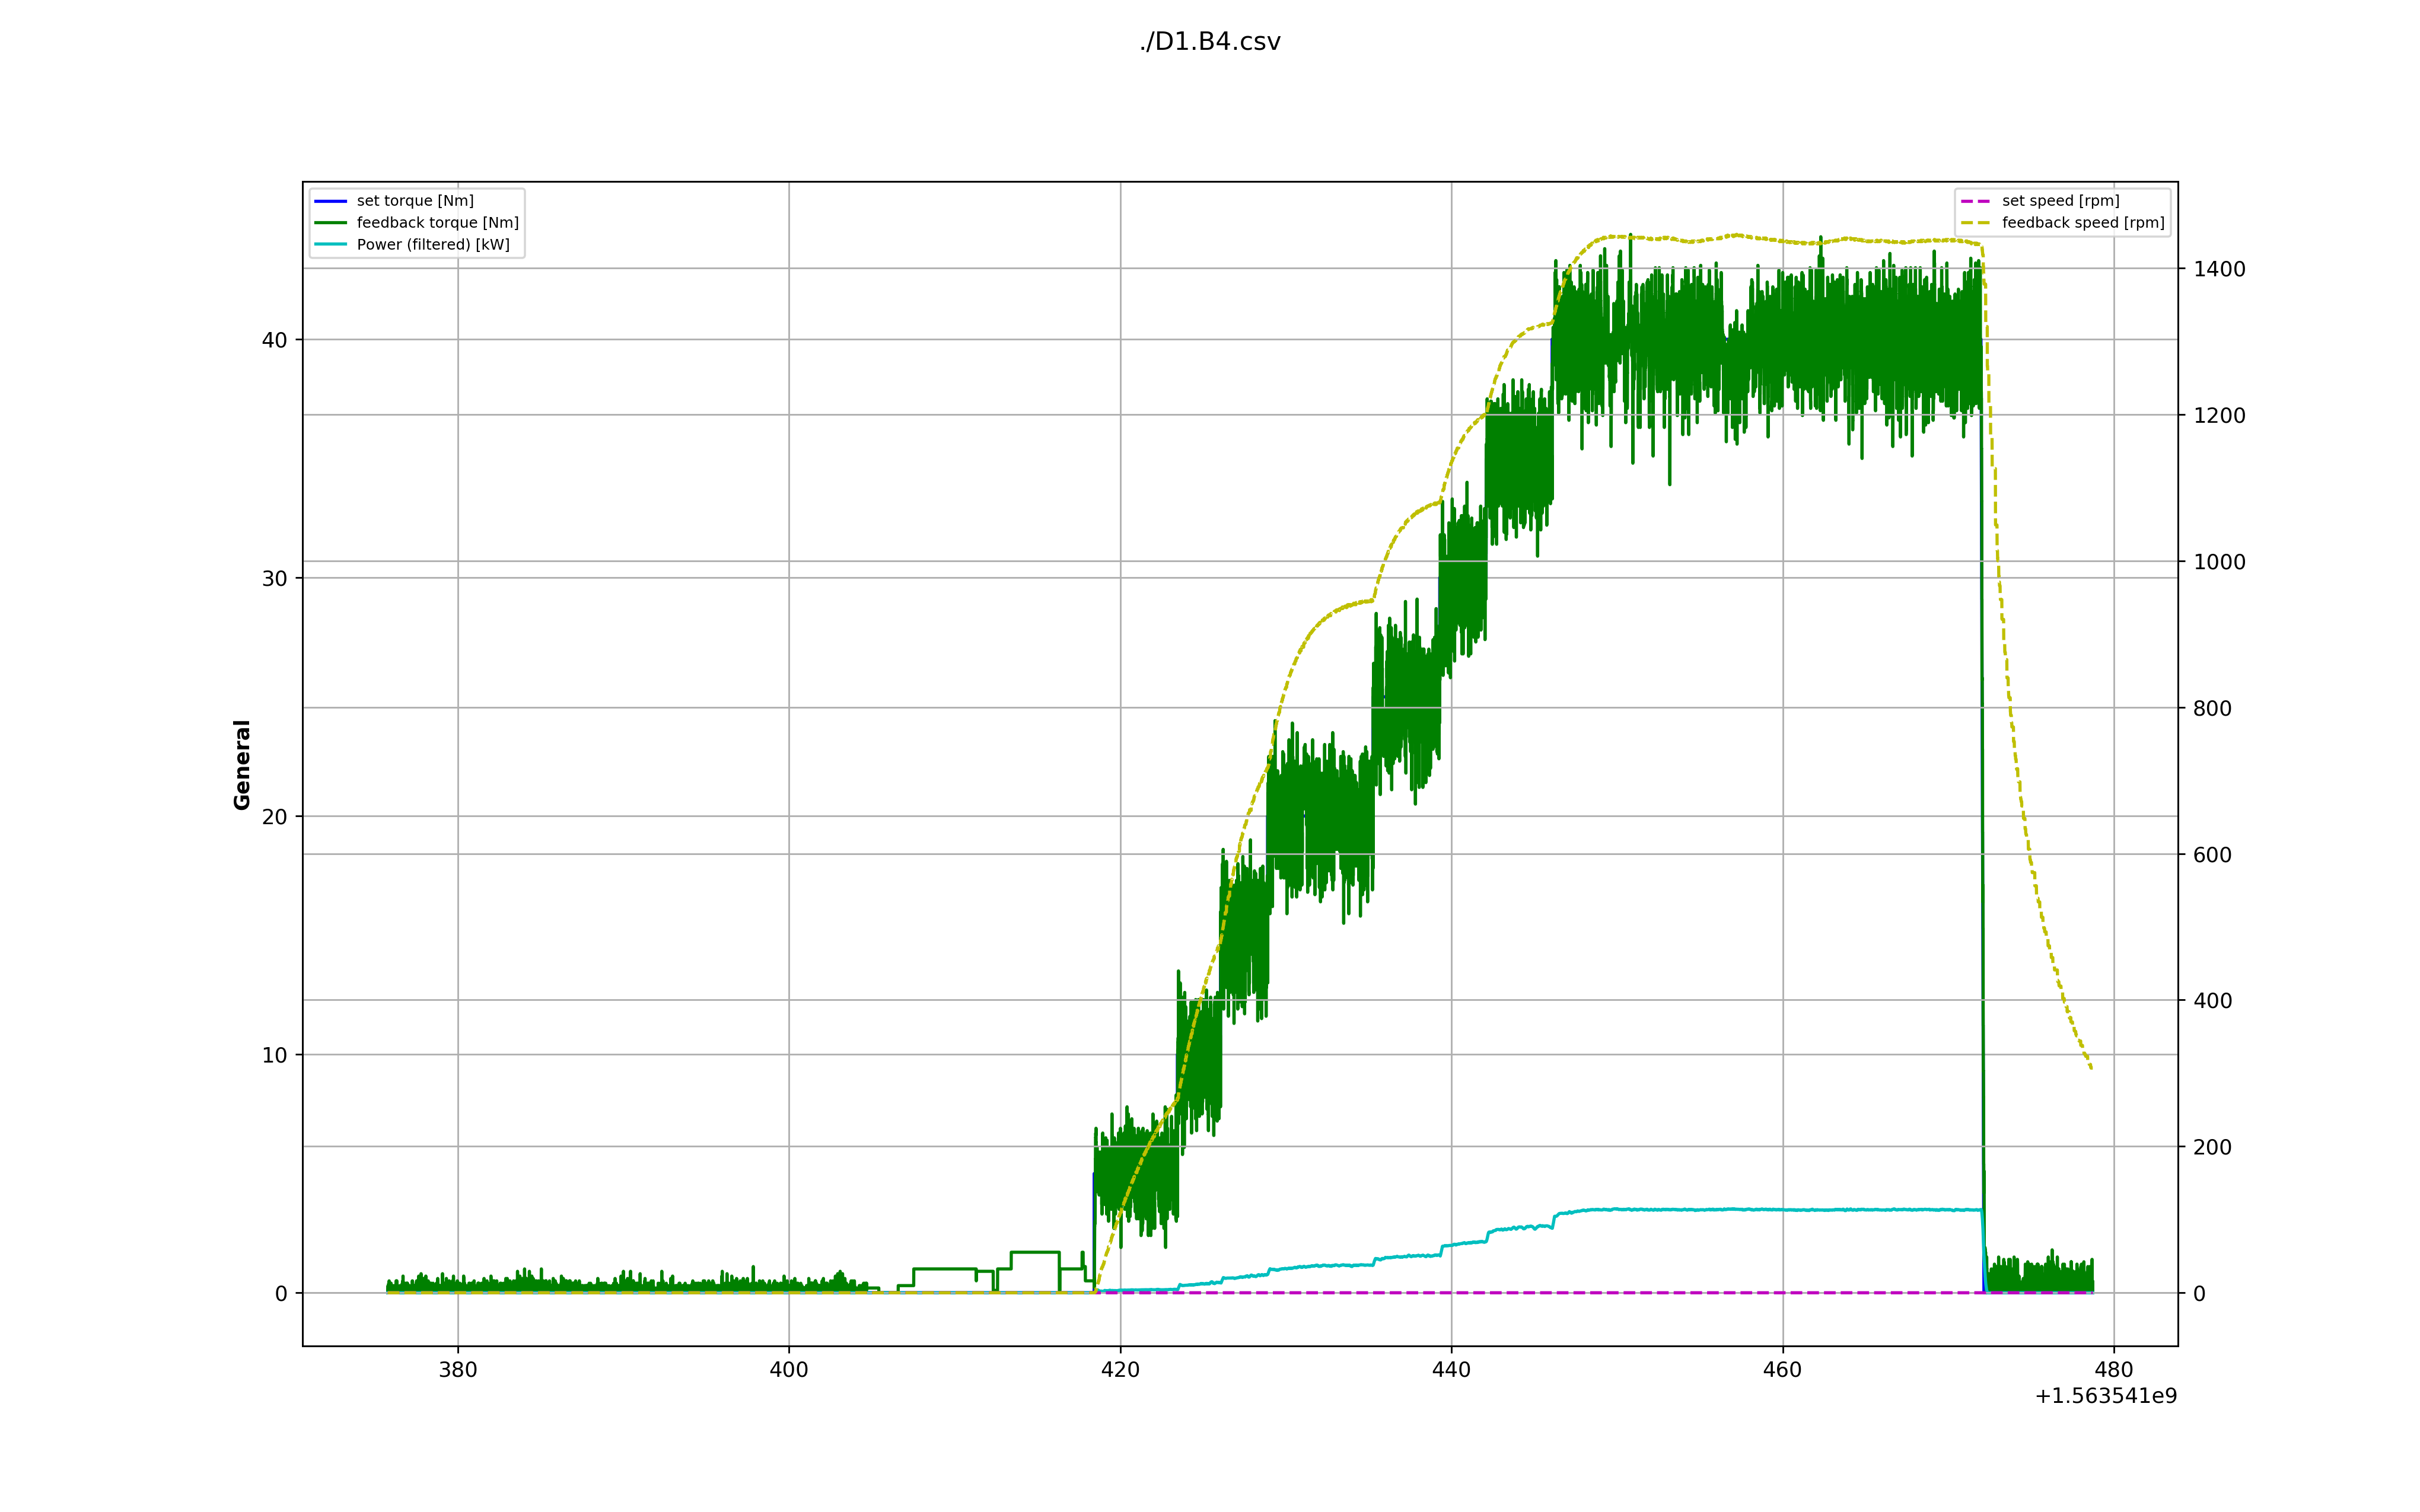 ./D1.B4.csv
set torque [Nm]
feedback torque [Nm]
Power (filtered) [kW]
set speed [rpm]
feedback speed [rpm]
General
40
30
20
10
0
1400
1200
1000
800
600
400
200
0
380 400 420 440 460 480
+1.563541e9